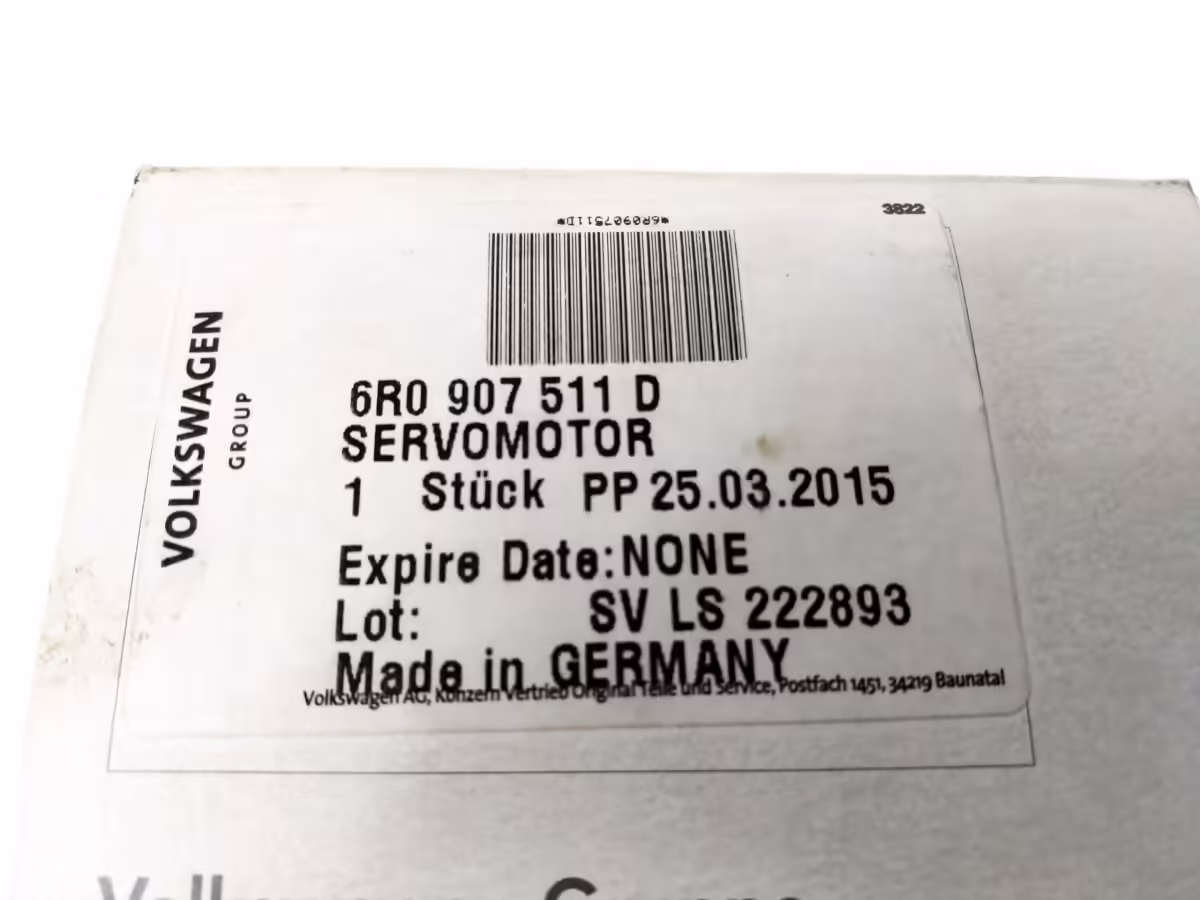 3822
*6R0907511D*
VOLKSWAGEN
GROUP
6R0 907 511 D
SERVOMOTOR
1 Stück PP 25.03.2015
Expire Date:NONE
Lot: SV LS 222893
Made in GERMANY
Volkswagen AG, Konzern Vertrieb Original Teile und Service, Postfach 1451, 34219 Baunatal